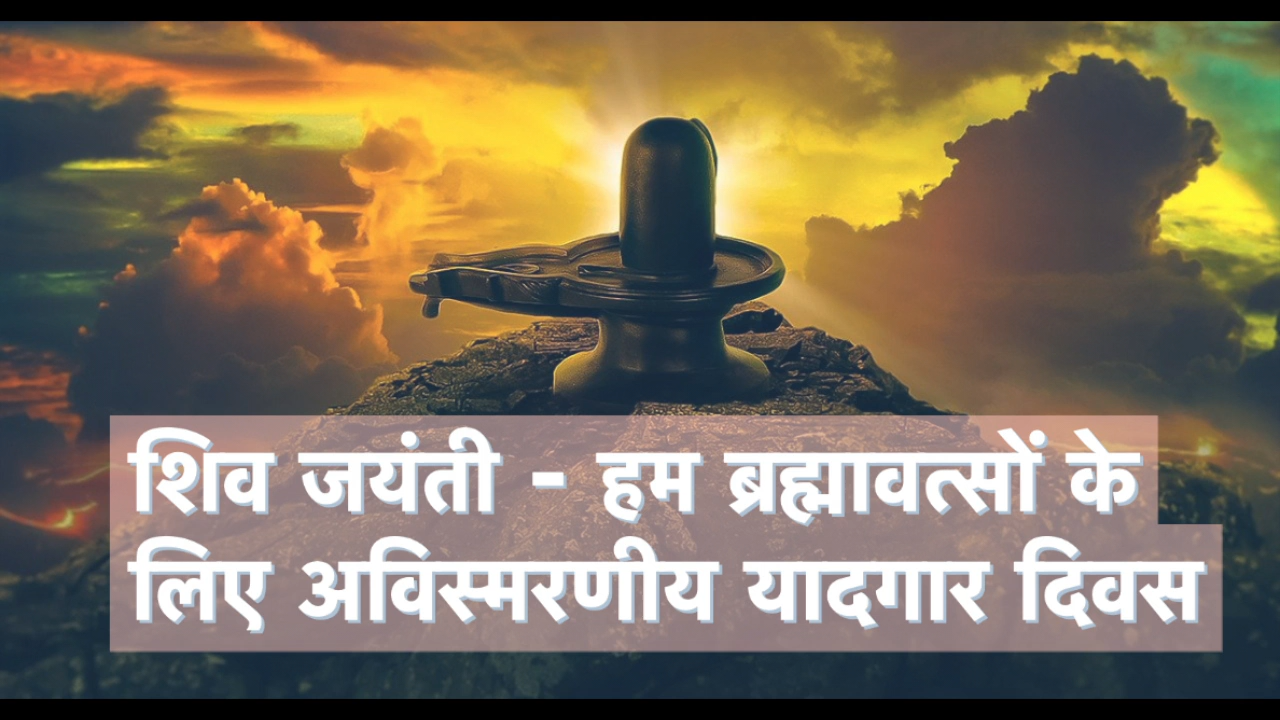 शिव जयंती - हम ब्रह्मावत्सों के
लिए अविस्मरणीय यादगार दिवस